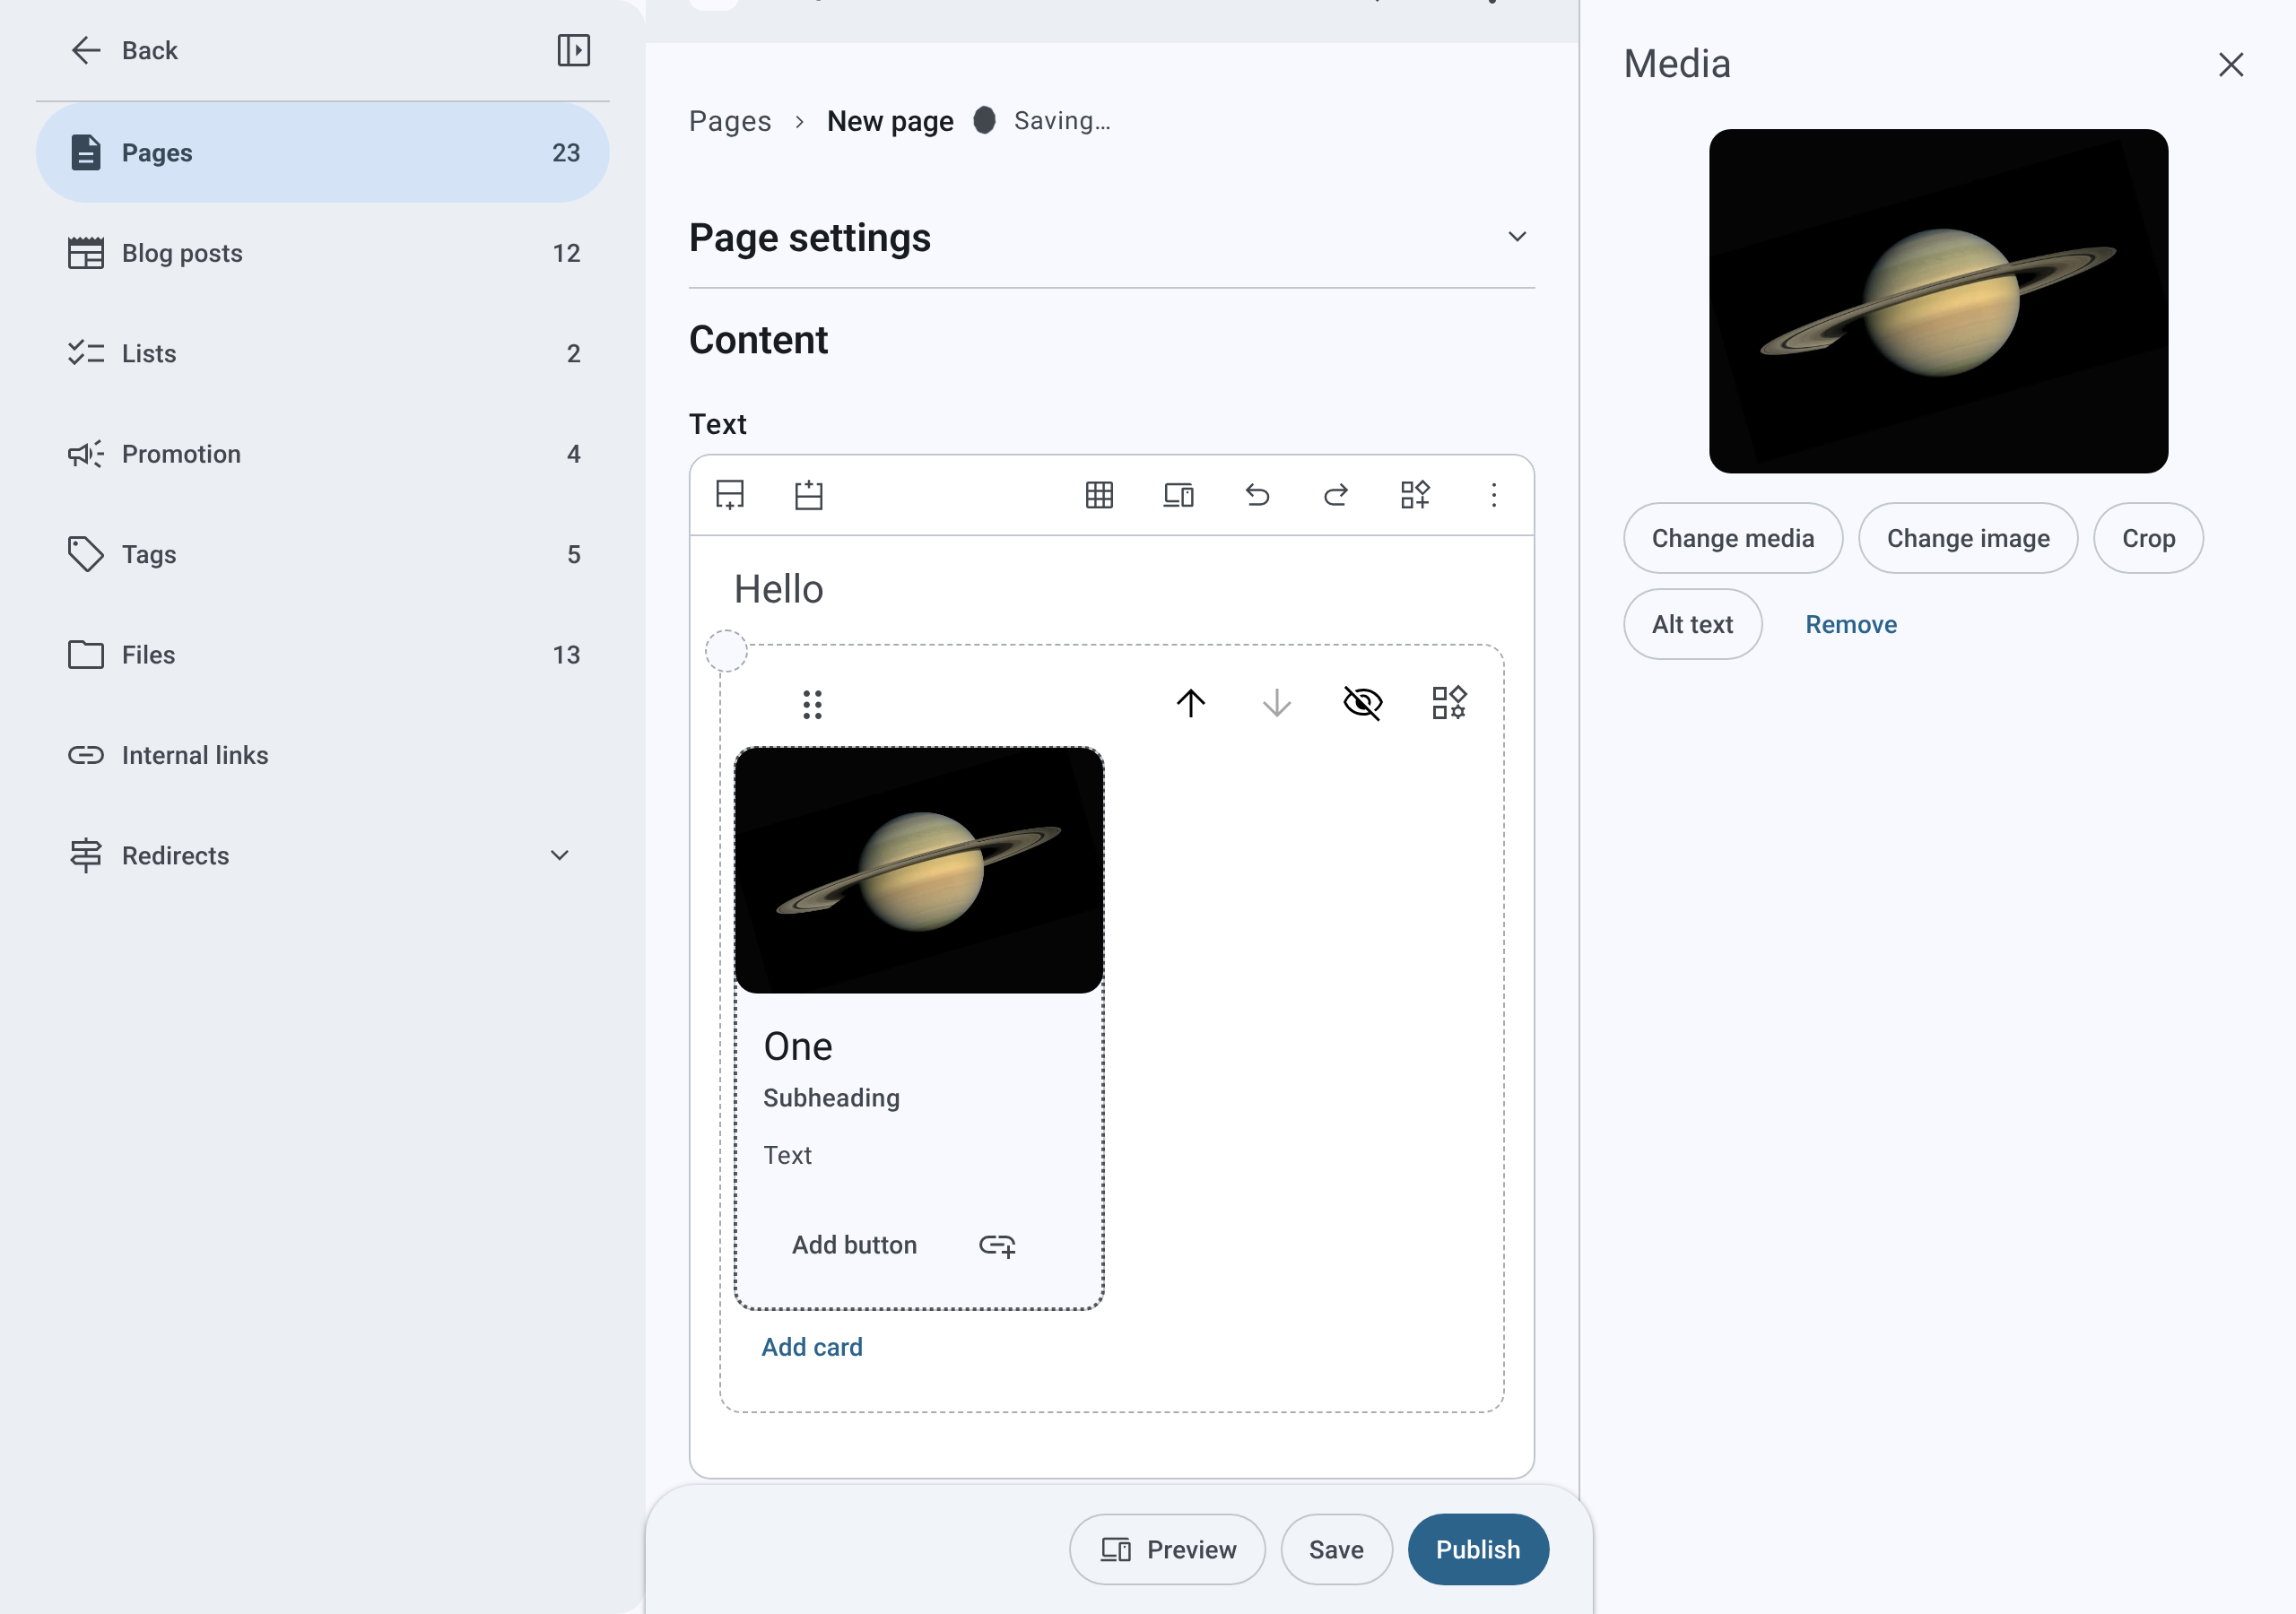 Back
Pages 23
Blog posts 12
Lists 2
Promotion 4
Tags 5
Files 13
Internal links
Redirects
Pages > New page Saving...
Page settings
Content
Text
Hello
One
Subheading
Text
Add button
Add card
Preview Save Publish
Media
Change media Change image Crop
Alt text Remove